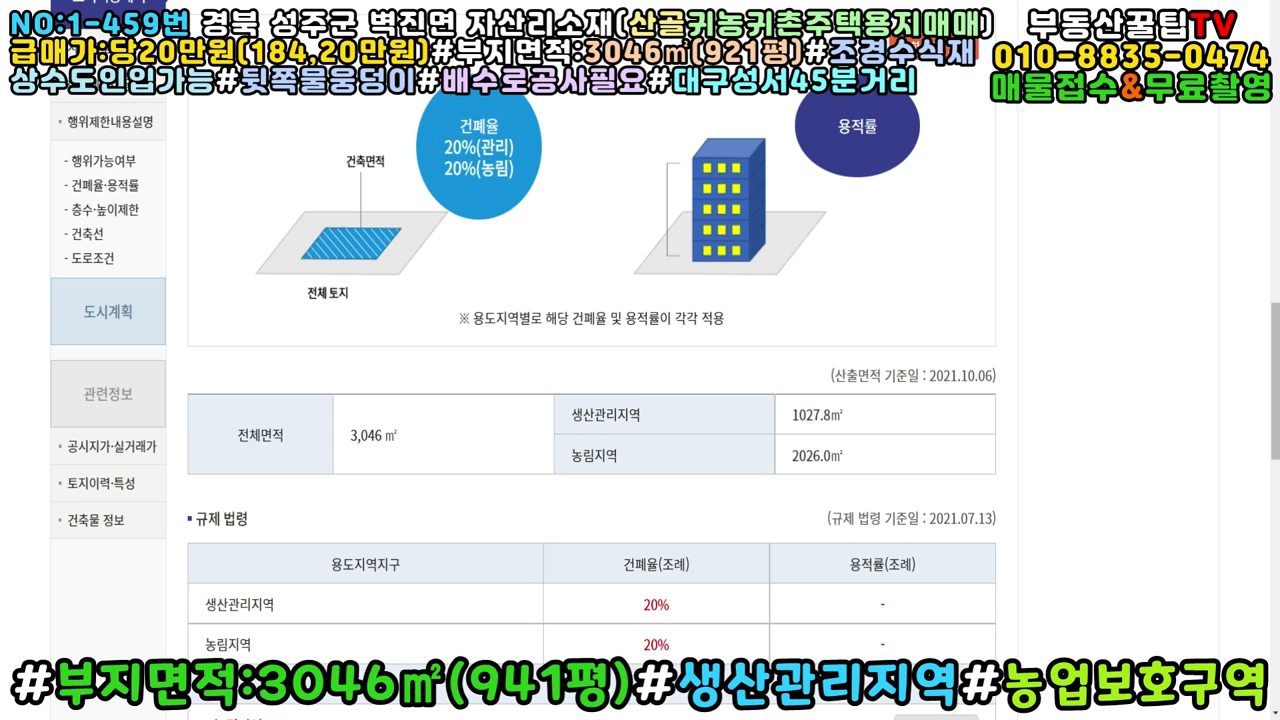 NO:1-459번 경북 성주군 벽진면 자산리소재(산골귀농귀촌주택용지매매)
부동산꿀팁TV
급매가:당20만원(184,20만원)#부지면적:3046㎡(921평)#조경수식재
010-8835-0474
상수도인입가능#뒷쪽물웅덩이#배수로공사필요#대구성서45분거리
매물접수&무료촬영
행위제한내용설명
- 행위가능여부
- 건폐율·용적률
- 층수·높이제한
- 건축선
- 도로조건
도시계획
관련정보
공시지가·실거래가
토지이력·특성
건축물 정보
건폐율
20%(관리)
20%(농림)
건축면적
전체 토지
용적률
※ 용도지역별로 해당 건폐율 및 용적률이 각각 적용
(산출면적 기준일 : 2021.10.06)
전체면적 3,046 ㎡ 생산관리지역 1027.8㎡
농림지역 2026.0㎡
규제 법령 (규제 법령 기준일 : 2021.07.13)
용도지역지구 건폐율(조례) 용적률(조례)
생산관리지역 20% -
농림지역 20% -
#부지면적:3046㎡(941평)#생산관리지역#농업보호구역